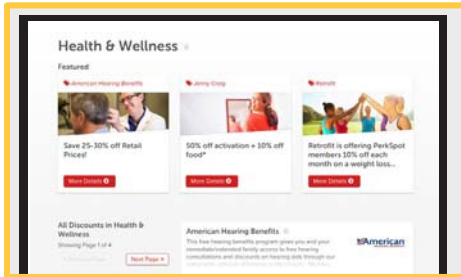 Health & Wellness
Featured
American Hearing Benefits
Jenny Craig
Retrofit
Save 25-30% off Retail
Prices!
50% off activation + 10% off
food*
Retrofit is offering PerkSpot
members 10% off each
month on a weight loss...
More Details
More Details
More Details
All Discounts in Health &
Wellness
Showing Page 1 of 4
Next Page
American Hearing Benefits
This free hearing benefits program gives you and your
immediate/extended family access to free hearing
consultations and discounts on hearing aids through our
American